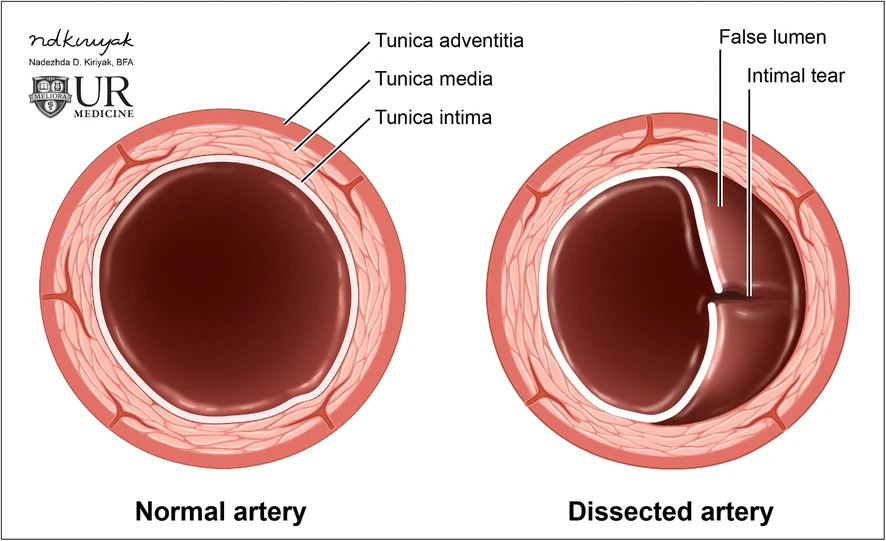 ndkiriyak
Nadezhda D. Kiriyak, BFA
MELIORA
UR
MEDICINE
Tunica adventitia
Tunica media
Tunica intima
False lumen
Intimal tear
Normal artery
Dissected artery